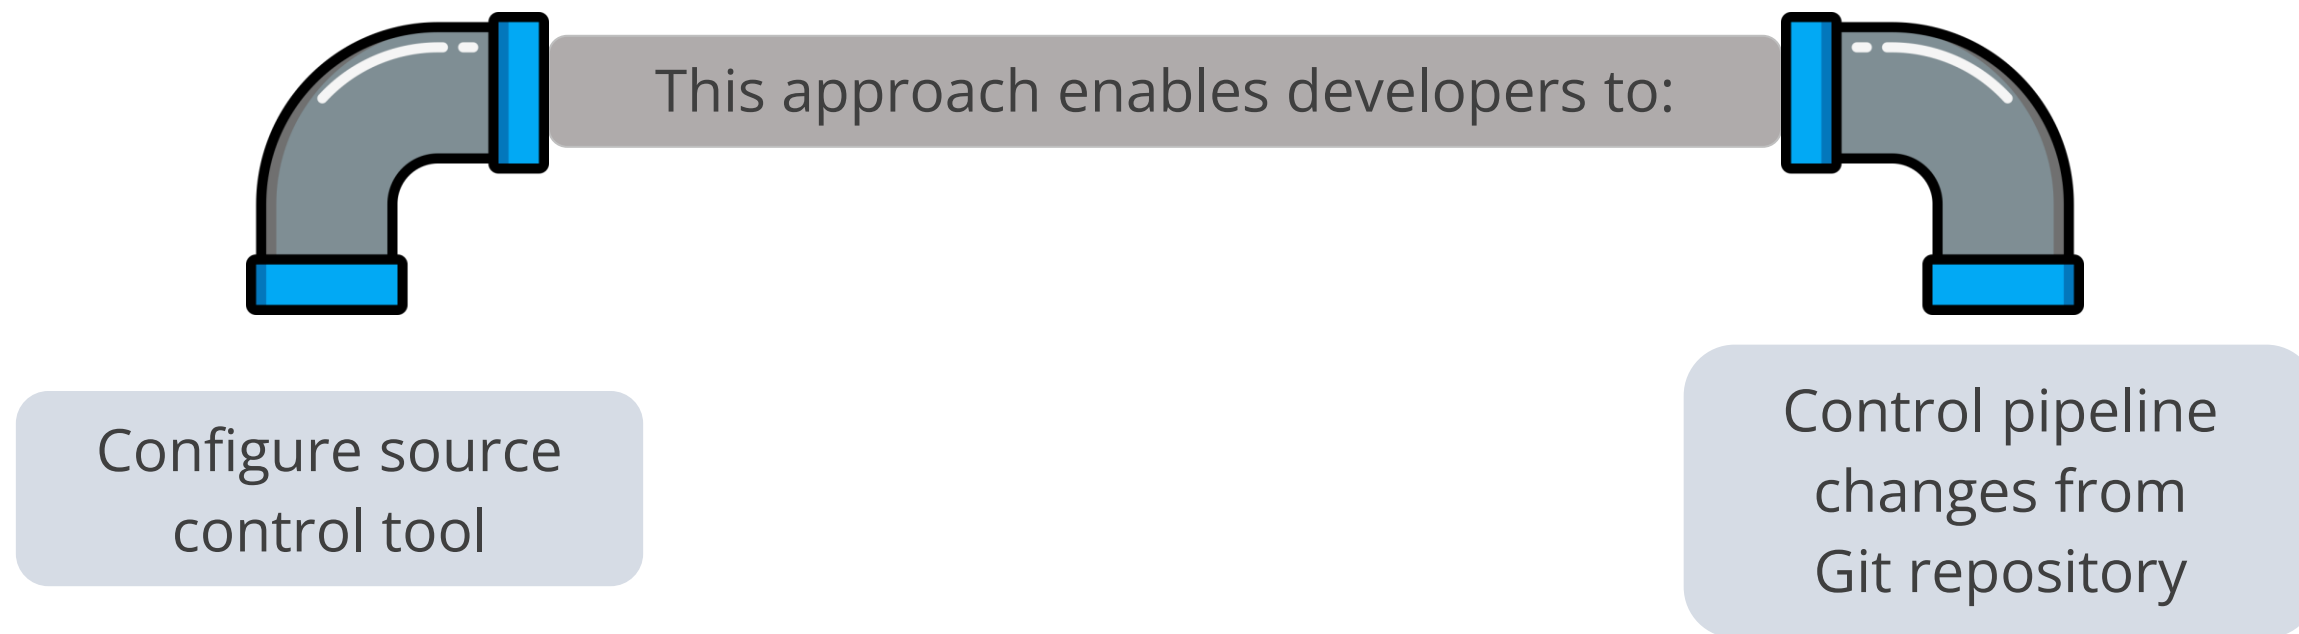 This approach enables developers to:
Configure source
control tool
Control pipeline
changes from
Git repository